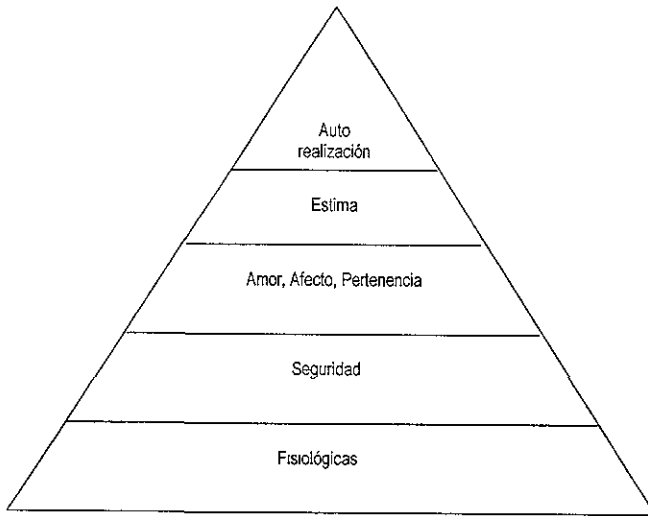 Auto
realización
Estima
Amor, Afecto, Pertenencia
Seguridad
Fisiológicas